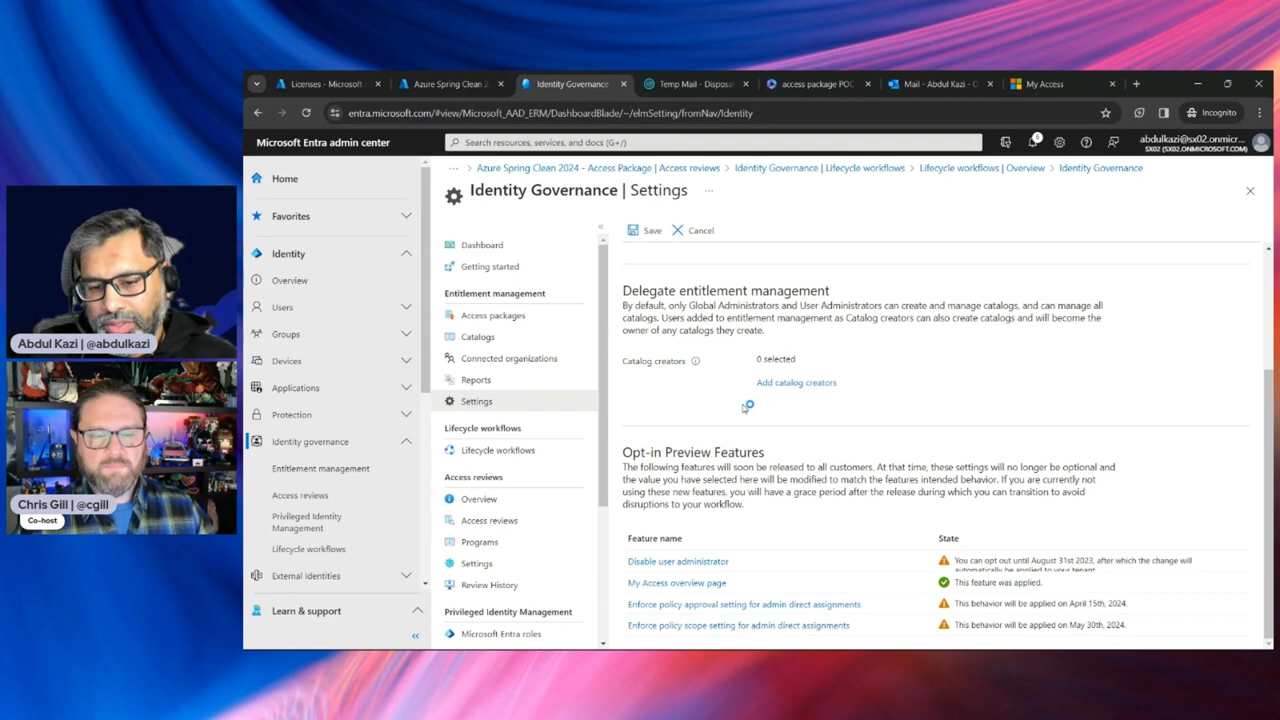 Licenses - Microsoft
Azure Spring Clean 2
Identity Governance
Temp Mail - Disposal
access package POC
Mail - Abdul Kazi - O
My Access
entra.microsoft.com/#view/Microsoft_AAD_ERM/DashboardBlade/~/elmSetting/fromNav/Identity
Incognito
Microsoft Entra admin center
Search resources, services, and docs (G+/)
abdulkazi@sx02.onmicr...
SX02 (SX02.ONMICROSOFT.COM)
Home
Favorites
Identity
Overview
Users
Groups
Devices
Applications
Protection
Identity governance
Entitlement management
Access reviews
Privileged Identity
Management
Lifecycle workflows
External Identities
Learn & support
... > Azure Spring Clean 2024 - Access Package | Access reviews > Identity Governance | Lifecycle workflows > Lifecycle workflows | Overview > Identity Governance
Identity Governance | Settings ...
Dashboard
Getting started
Entitlement management
Access packages
Catalogs
Connected organizations
Reports
Settings
Lifecycle workflows
Lifecycle workflows
Access reviews
Overview
Access reviews
Programs
Settings
Review History
Privileged Identity Management
Microsoft Entra roles
Save Cancel
Delegate entitlement management
By default, only Global Administrators and User Administrators can create and manage catalogs, and can manage all
catalogs. Users added to entitlement management as Catalog creators can also create catalogs and will become the
owner of any catalogs they create.
Catalog creators 0 selected
Add catalog creators
Opt-in Preview Features
The following features will soon be released to all customers. At that time, these settings will no longer be optional and
the value you have selected here will be modified to match the features intended behavior. If you are currently not
using these new features, you will have a grace period after the release during which you can transition to avoid
disruptions to your workflow.
Feature name State
Disable user administrator You can opt out until August 31st 2023, after which the change will
automatically be applied to your tenant.
My Access overview page This feature was applied.
Enforce policy approval setting for admin direct assignments This behavior will be applied on April 15th, 2024.
Enforce policy scope setting for admin direct assignments This behavior will be applied on May 30th, 2024.
Abdul Kazi | @abdulkazi
Chris Gill | @cgill
Co-host